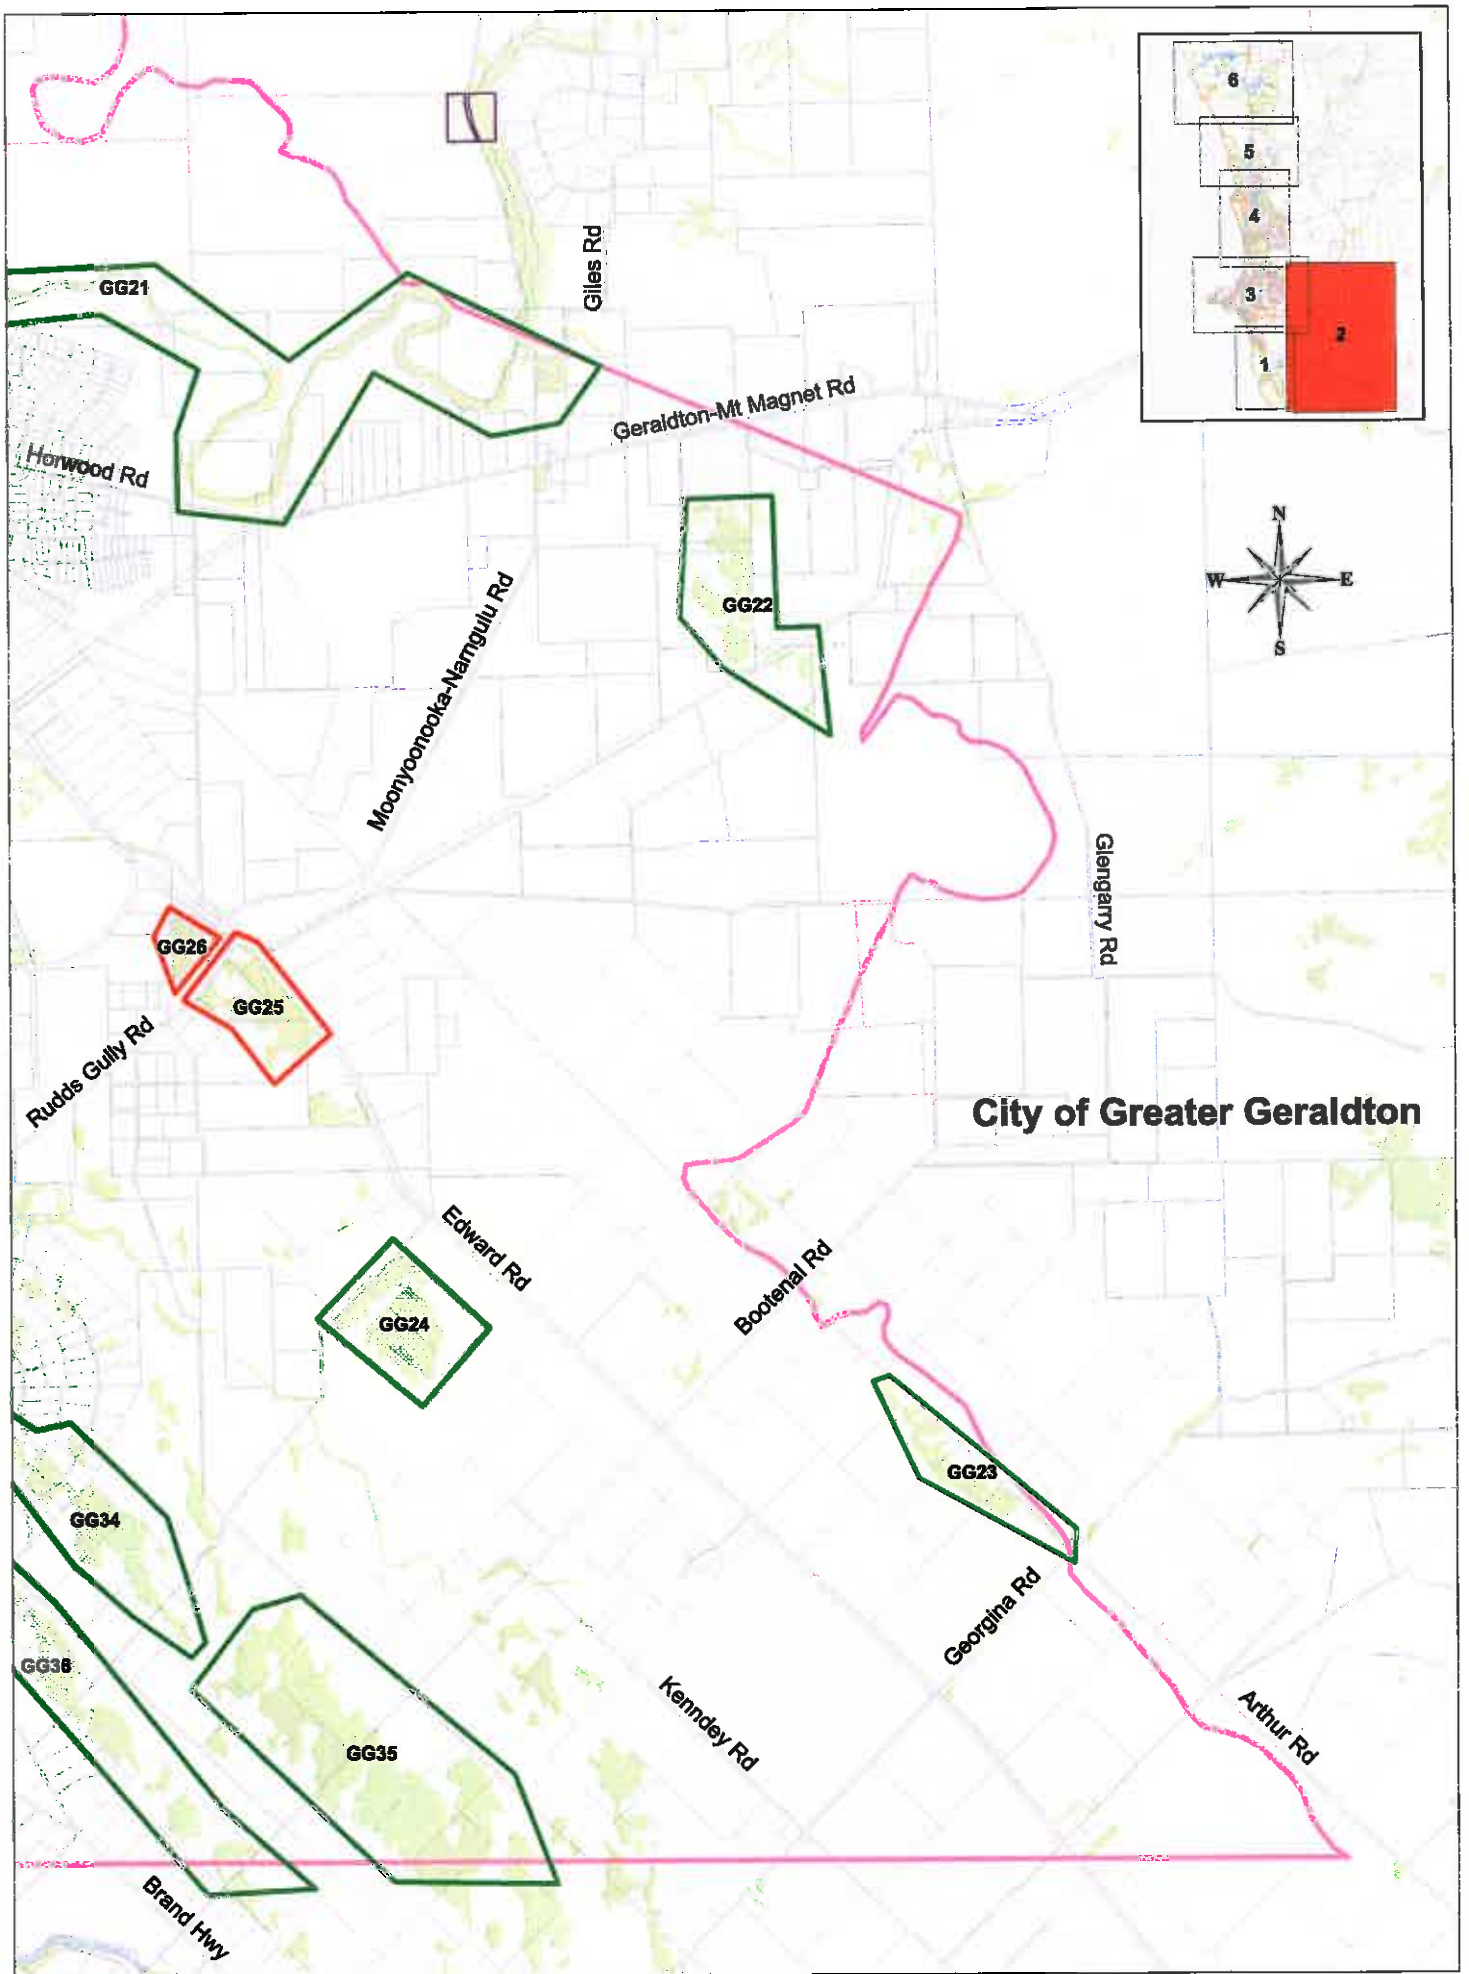 6
5
4
3
2
1
GG21
Giles Rd
Geraldton-Mt Magnet Rd
Horwood Rd
N
W
E
S
GG22
Moonyoonooka-Narngulu Rd
Glengarry Rd
GG26
GG25
Rudds Gully Rd
City of Greater Geraldton
Edward Rd
Bootenal Rd
GG24
GG23
GG34
Georgina Rd
GG36
Kenndey Rd
Arthur Rd
GG35
Brand Hwy